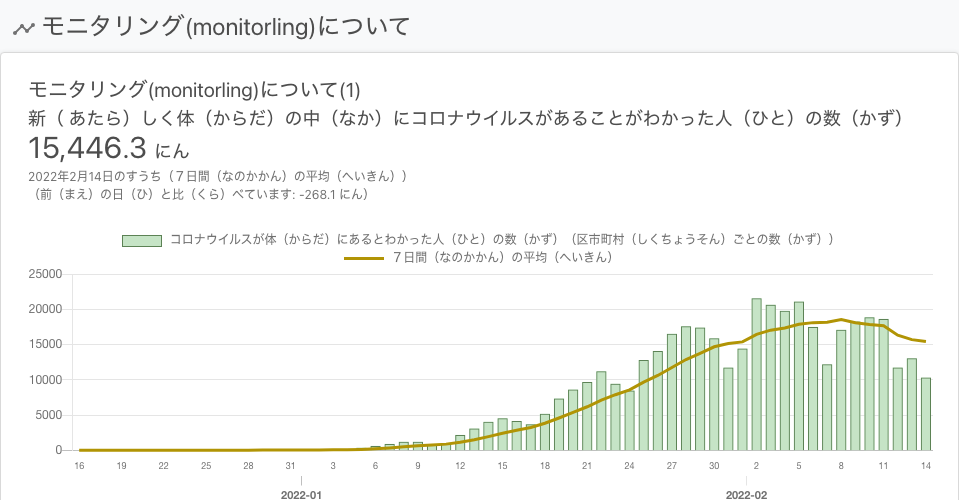 モニタリング(monitorling)について
モニタリング(monitorling)について(1)
新（ あたら）しく体（からだ）の中（なか）にコロナウイルスがあることがわかった人（ひと）の数（かず）
15,446.3 にん
2022年2月14日のすうち（７日間（なのかかん）の平均（へいきん））
（前（まえ）の日（ひ）と比（くら）べています: -268.1 にん）
コロナウイルスが体（からだ）にあるとわかった人（ひと）の数（かず）（区市町村（しくちょうそん）ごとの数（かず））
７日間（なのかかん）の平均（へいきん）
25000
20000
15000
10000
5000
0
16 19 22 25 28 31 3 6 9 12 15 18 21 24 27 30 2 5 8 11 14
2022-01 2022-02